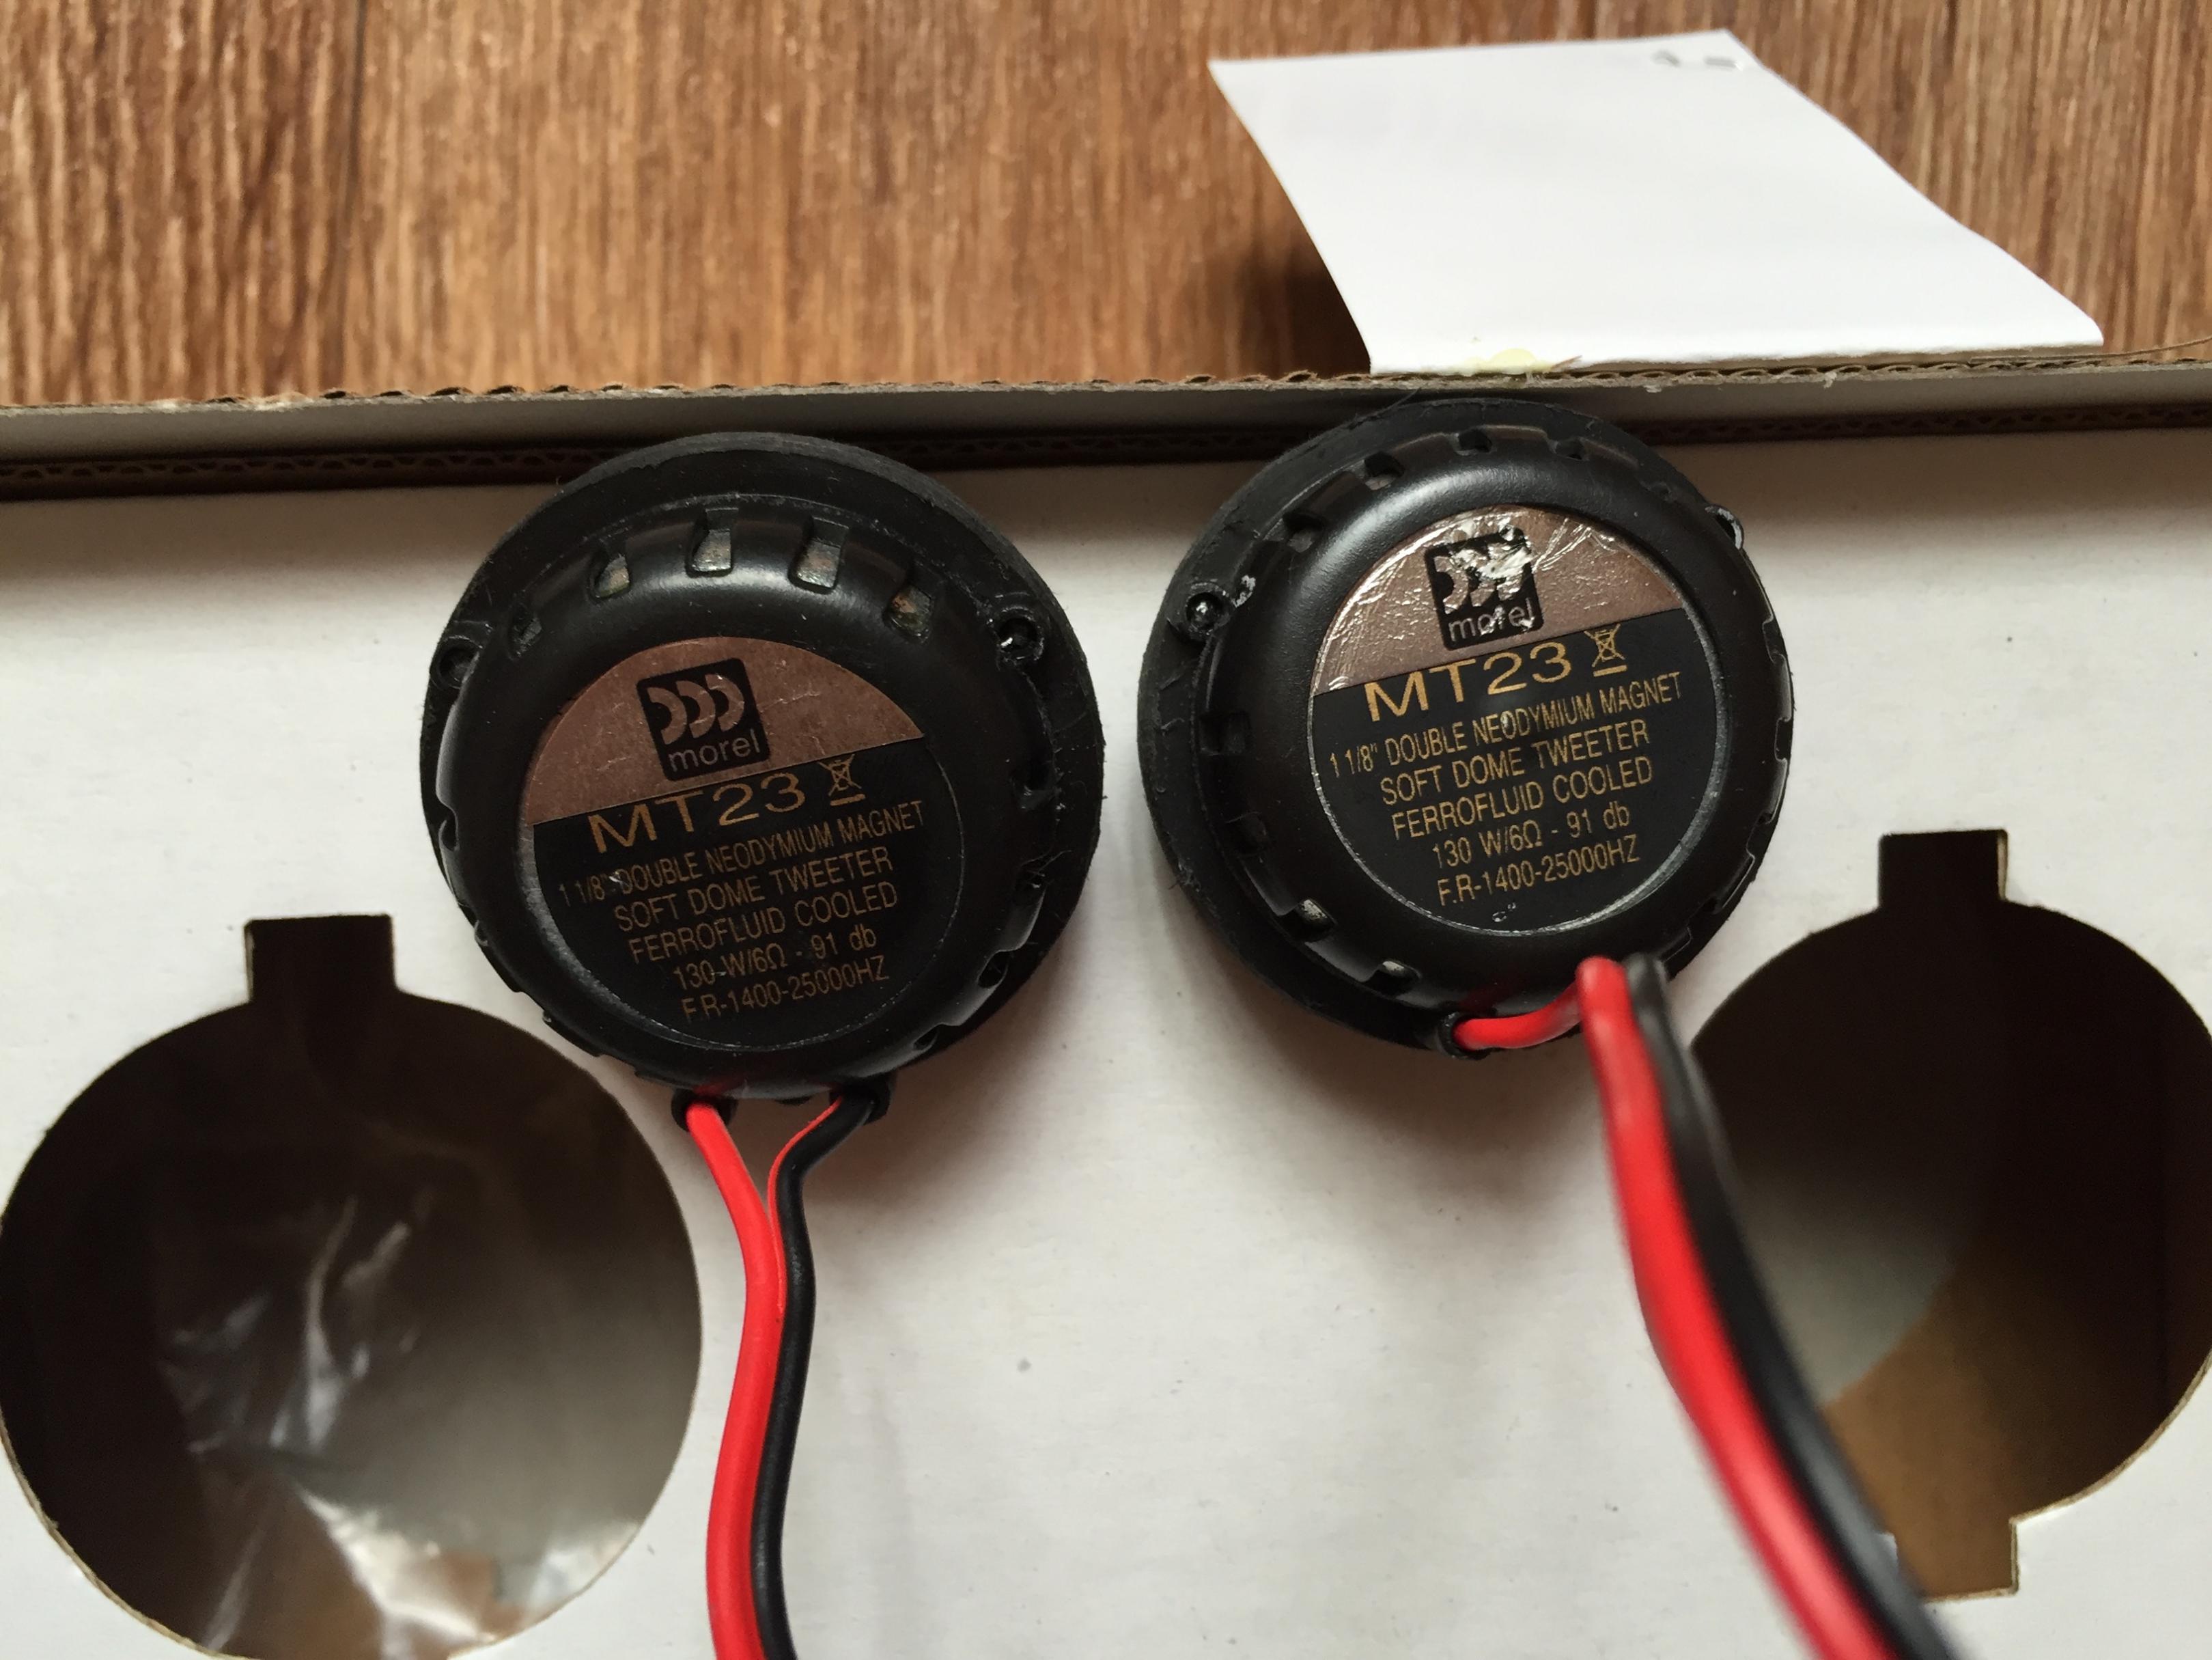 morel
MT23
1 1/8" DOUBLE NEODYMIUM MAGNET
SOFT DOME TWEETER
FERROFLUID COOLED
130 W/6Ω - 91 db
F.R-1400-25000HZ
morel
MT23
1 1/8" DOUBLE NEODYMIUM MAGNET
SOFT DOME TWEETER
FERROFLUID COOLED
130 W/6Ω - 91 db
F.R-1400-25000HZ